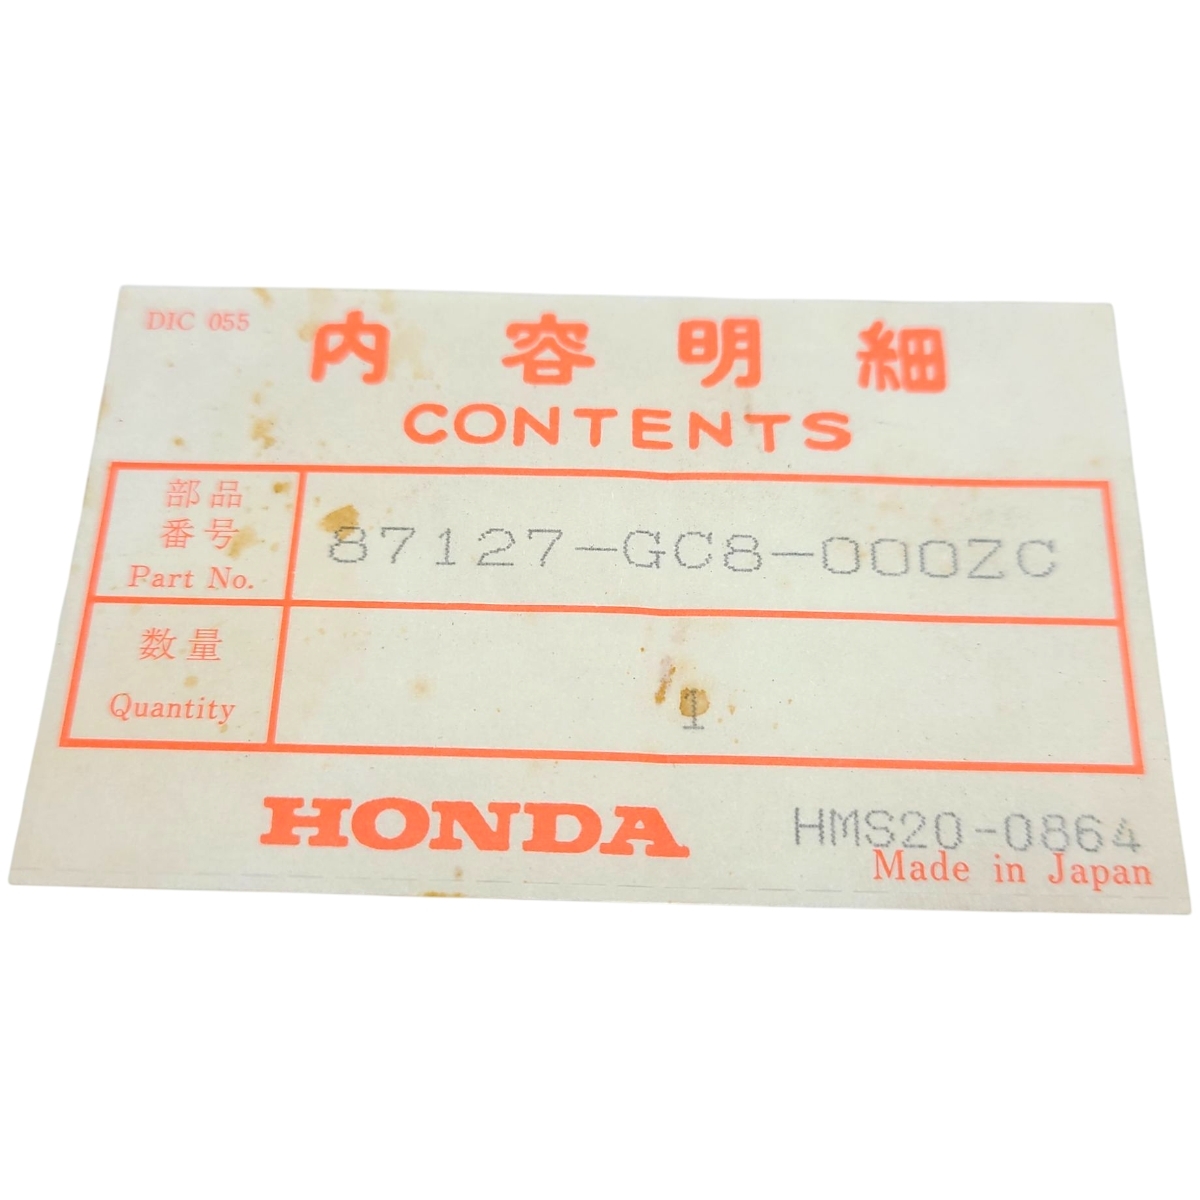 DIC 055
内容明細
CONTENTS
部品
番号
Part No.
87127-GC8-000ZC
数量
Quantity
1
HONDA
HMS20-0864
Made in Japan